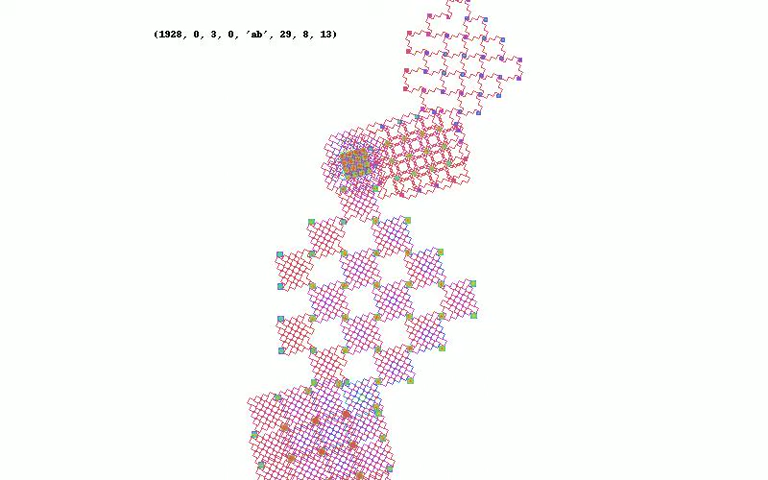 (1928, 0, 3, 0, 'ab', 29, 8, 13)